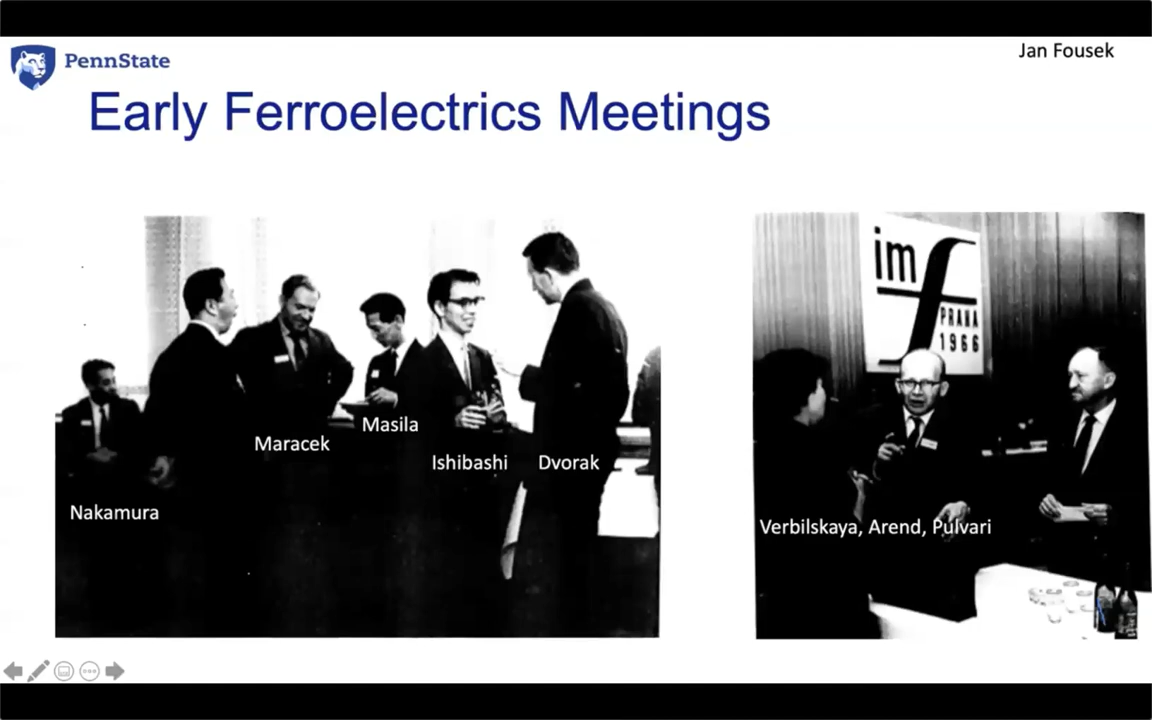 PennState
Jan Fousek
Early Ferroelectrics Meetings
imf
PRAHA
1966
Masila
Maracek
Ishibashi
Dvorak
Nakamura
Verbilskaya, Arend, Pulvari